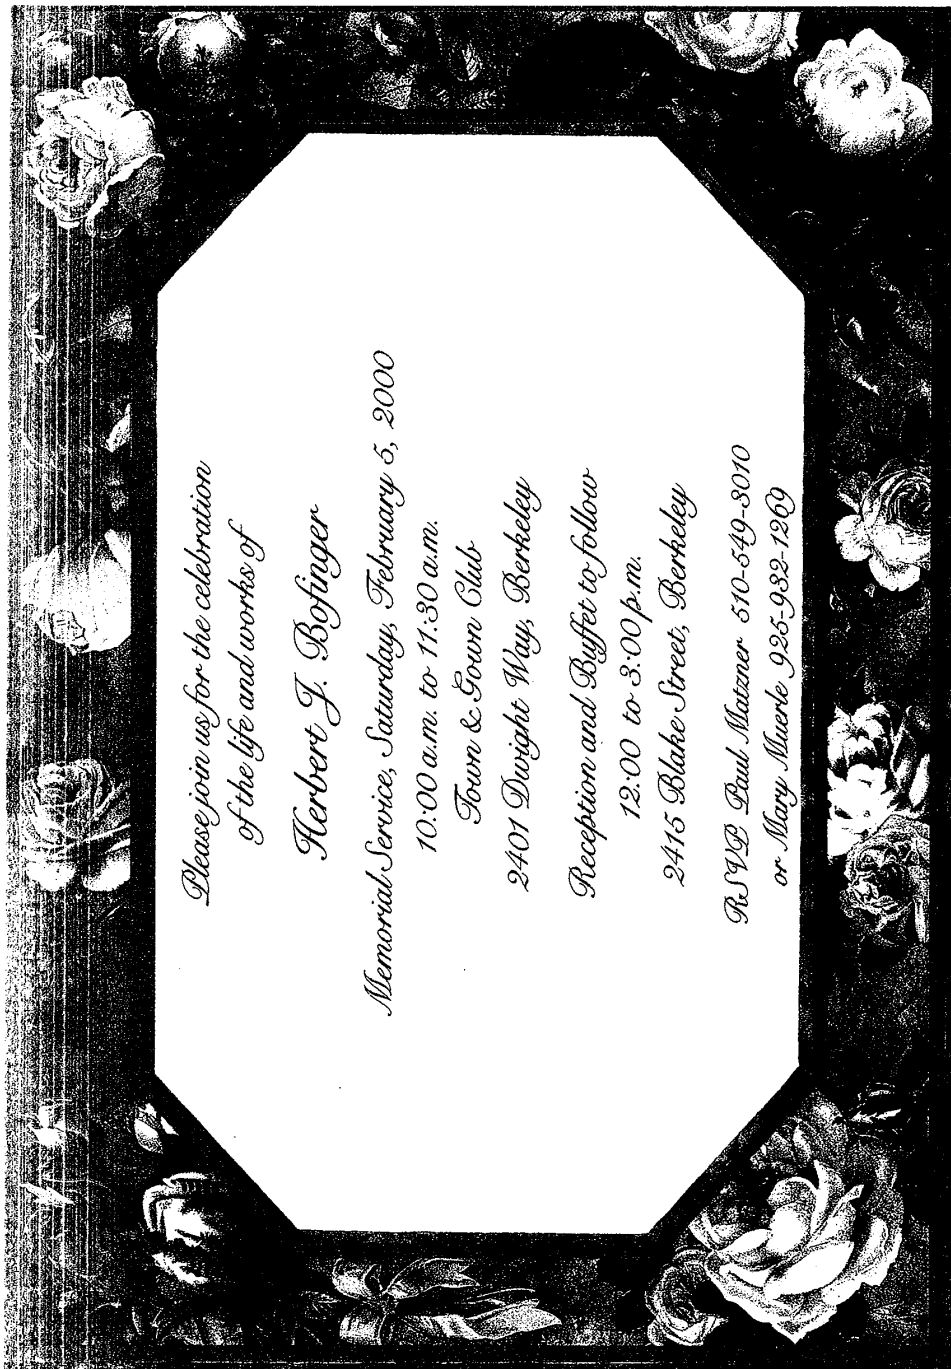 Please join us for the celebration
of the life and works of
Herbert J. Bofinger
Memorial Service, Saturday, February 5, 2000
10:00 a.m. to 11:30 a.m.
Town & Gown Club
2401 Dwight Way, Berkeley
Reception and Buffet to follow
12:00 to 3:00 p.m.
2415 Blake Street, Berkeley
RSVP Paul Matzner 510-549-3010
or Mary Muerle 925-932-1269